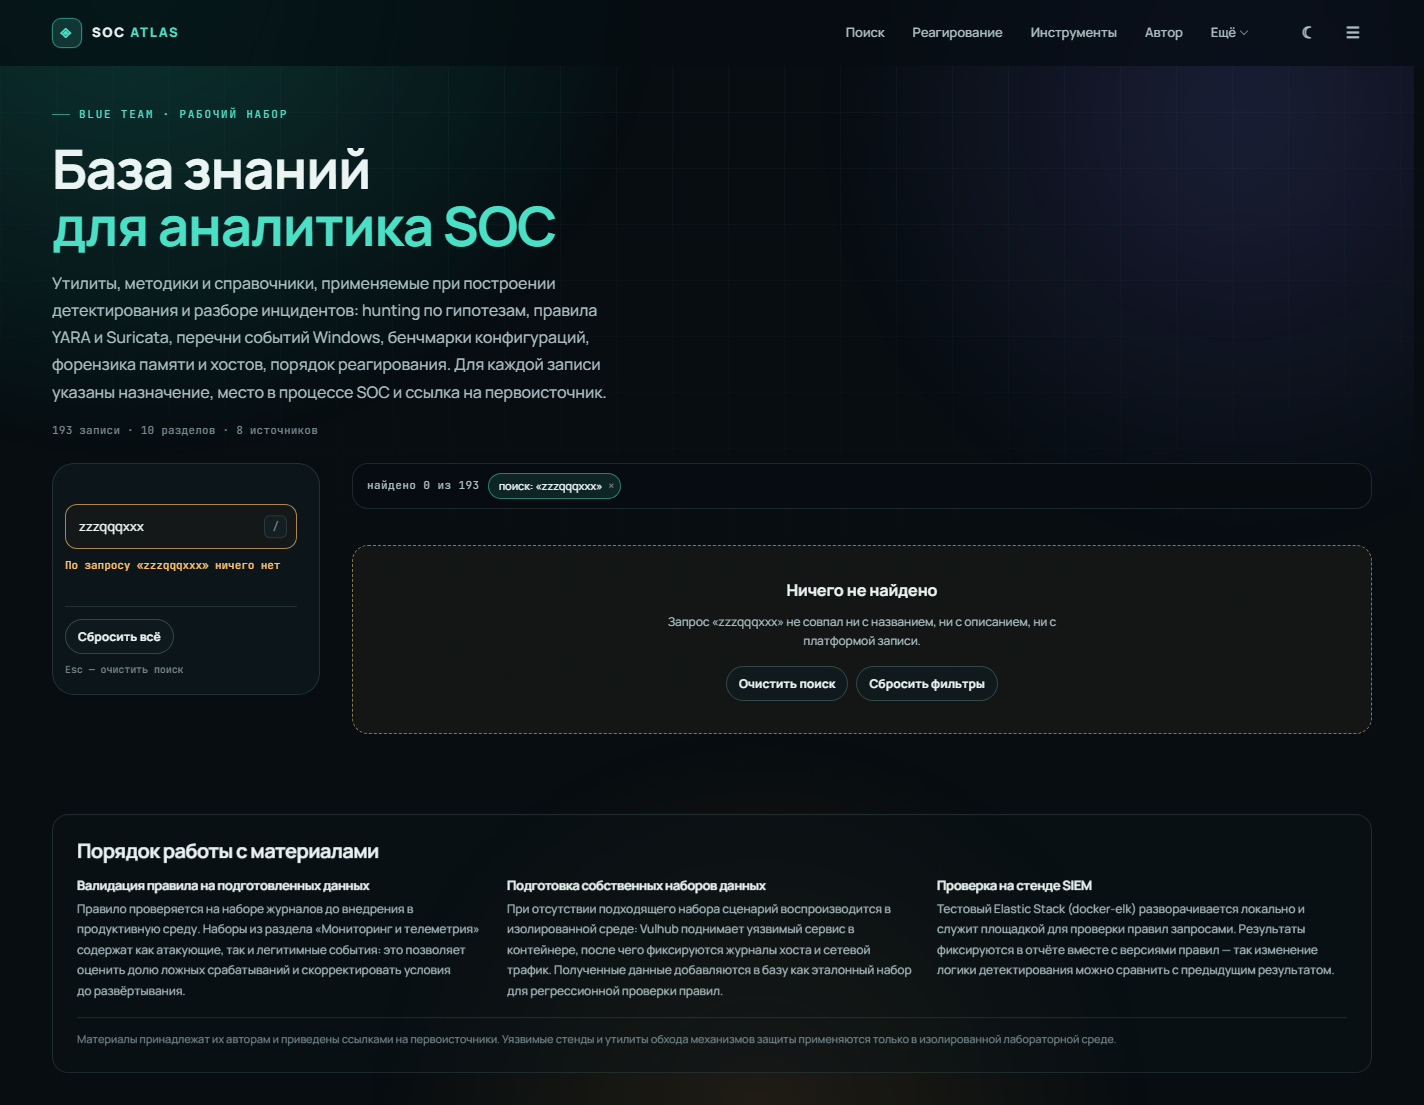 SOC ATLAS
Поиск
Реагирование
Инструменты
Автор
Ещё
BLUE TEAM · РАБОЧИЙ НАБОР
База знаний
для аналитика SOC
Утилиты, методики и справочники, применяемые при построении
детектирования и разборе инцидентов: hunting по гипотезам, правила
YARA и Suricata, перечни событий Windows, бенчмарки конфигураций,
форензика памяти и хостов, порядок реагирования. Для каждой записи
указаны назначение, место в процессе SOC и ссылка на первоисточник.
193 записи · 10 разделов · 8 источников
zzzqqqxxx /
По запросу «zzzqqqxxx» ничего нет
Сбросить всё
Esc — очистить поиск
найдено 0 из 193 поиск: «zzzqqqxxx» ×
Ничего не найдено
Запрос «zzzqqqxxx» не совпал ни с названием, ни с описанием, ни с
платформой записи.
Очистить поиск
Сбросить фильтры
Порядок работы с материалами
Валидация правила на подготовленных данных
Правило проверяется на наборе журналов до внедрения в
продуктивную среду. Наборы из раздела «Мониторинг и телеметрия»
содержат как атакующие, так и легитимные события: это позволяет
оценить долю ложных срабатываний и скорректировать условия
до развёртывания.
Подготовка собственных наборов данных
При отсутствии подходящего набора сценарий воспроизводится в
изолированной среде: Vulhub поднимает уязвимый сервис в
контейнере, после чего фиксируются журналы хоста и сетевой
трафик. Полученные данные добавляются в базу как эталонный набор
для регрессионной проверки правил.
Проверка на стенде SIEM
Тестовый Elastic Stack (docker-elk) разворачивается локально и
служит площадкой для проверки правил запросами. Результаты
фиксируются в отчёте вместе с версиями правил — так изменение
логики детектирования можно сравнить с предыдущим результатом.
Материалы принадлежат их авторам и приведены ссылками на первоисточники. Уязвимые стенды и утилиты обхода механизмов защиты применяются только в изолированной лабораторной среде.